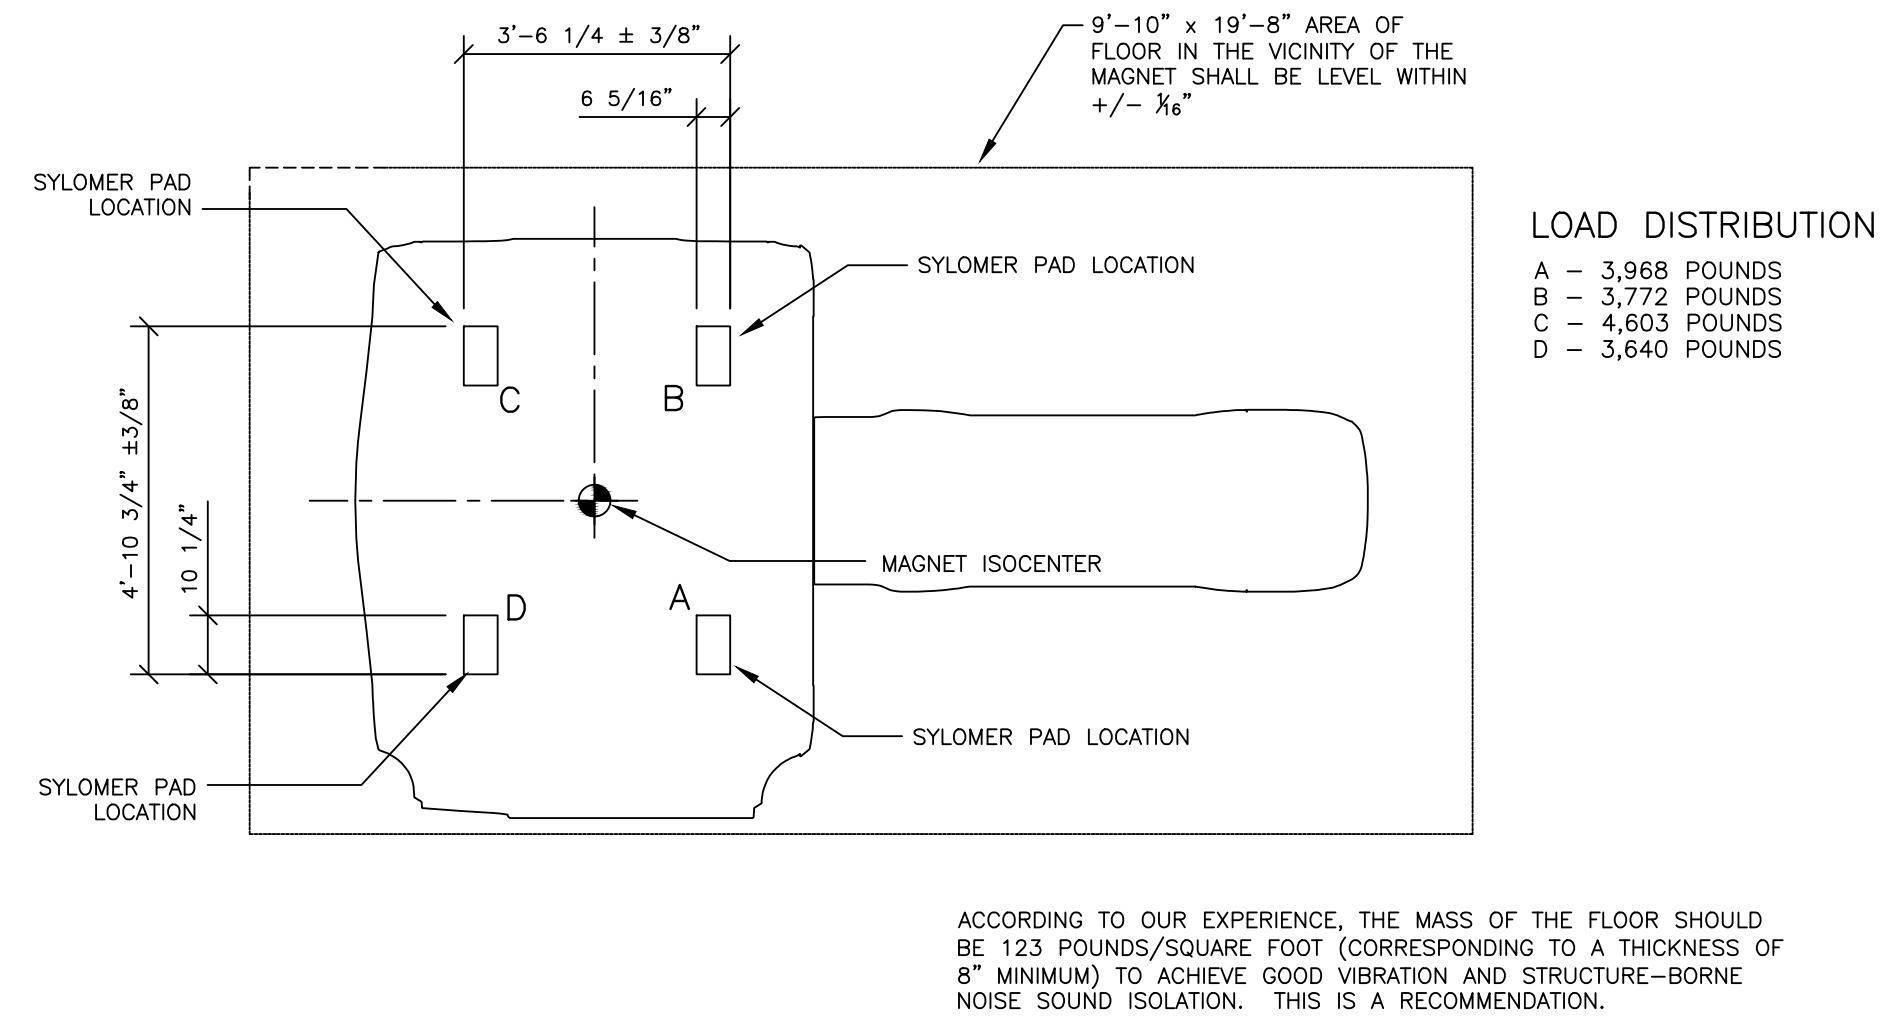 3'-6 1/4 ± 3/8"
6 5/16"
9'-10" x 19'-8" AREA OF
FLOOR IN THE VICINITY OF THE
MAGNET SHALL BE LEVEL WITHIN
+/- 1/16"
SYLOMER PAD
LOCATION
SYLOMER PAD LOCATION
LOAD DISTRIBUTION
A - 3,968 POUNDS
B - 3,772 POUNDS
C - 4,603 POUNDS
D - 3,640 POUNDS
C
B
4'-10 3/4" ±3/8"
10 1/4"
MAGNET ISOCENTER
D
A
SYLOMER PAD LOCATION
SYLOMER PAD
LOCATION
ACCORDING TO OUR EXPERIENCE, THE MASS OF THE FLOOR SHOULD
BE 123 POUNDS/SQUARE FOOT (CORRESPONDING TO A THICKNESS OF
8" MINIMUM) TO ACHIEVE GOOD VIBRATION AND STRUCTURE-BORNE
NOISE SOUND ISOLATION. THIS IS A RECOMMENDATION.